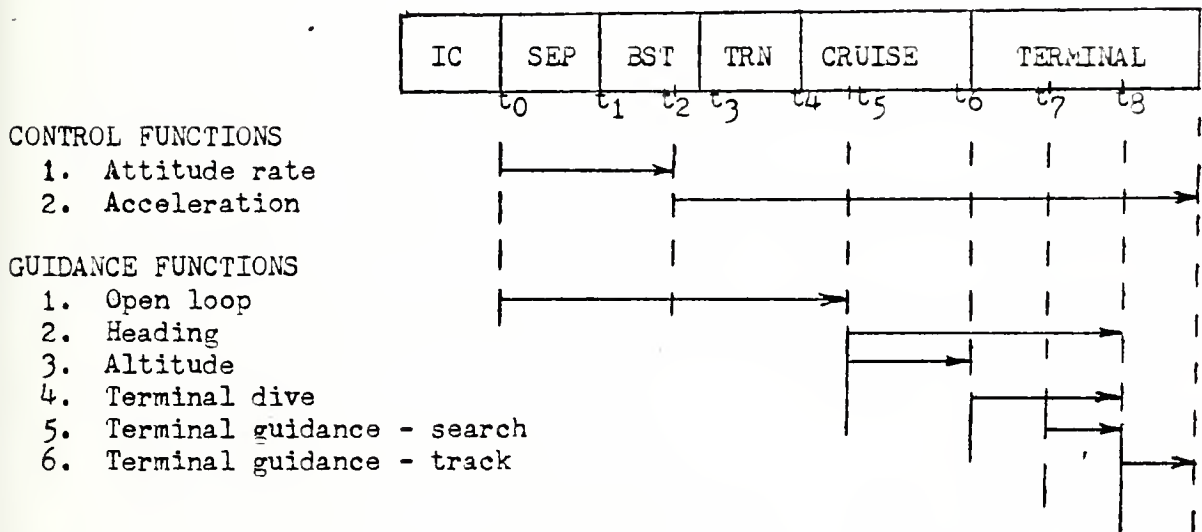 IC SEP BST TRN CRUISE TERMINAL
t0 t1 t2 t3 t4 t5 t6 t7 t8
CONTROL FUNCTIONS
1. Attitude rate
2. Acceleration
GUIDANCE FUNCTIONS
1. Open loop
2. Heading
3. Altitude
4. Terminal dive
5. Terminal guidance - search
6. Terminal guidance - track